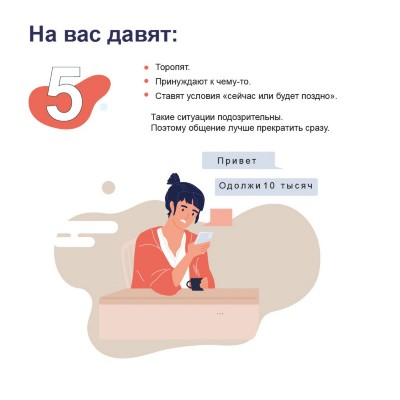 На вас давят:
5
Торопят.
Принуждают к чему-то.
Ставят условия «сейчас или будет поздно».
Такие ситуации подозрительны.
Поэтому общение лучше прекратить сразу.
Привет
Одолжи 10 тысяч
...